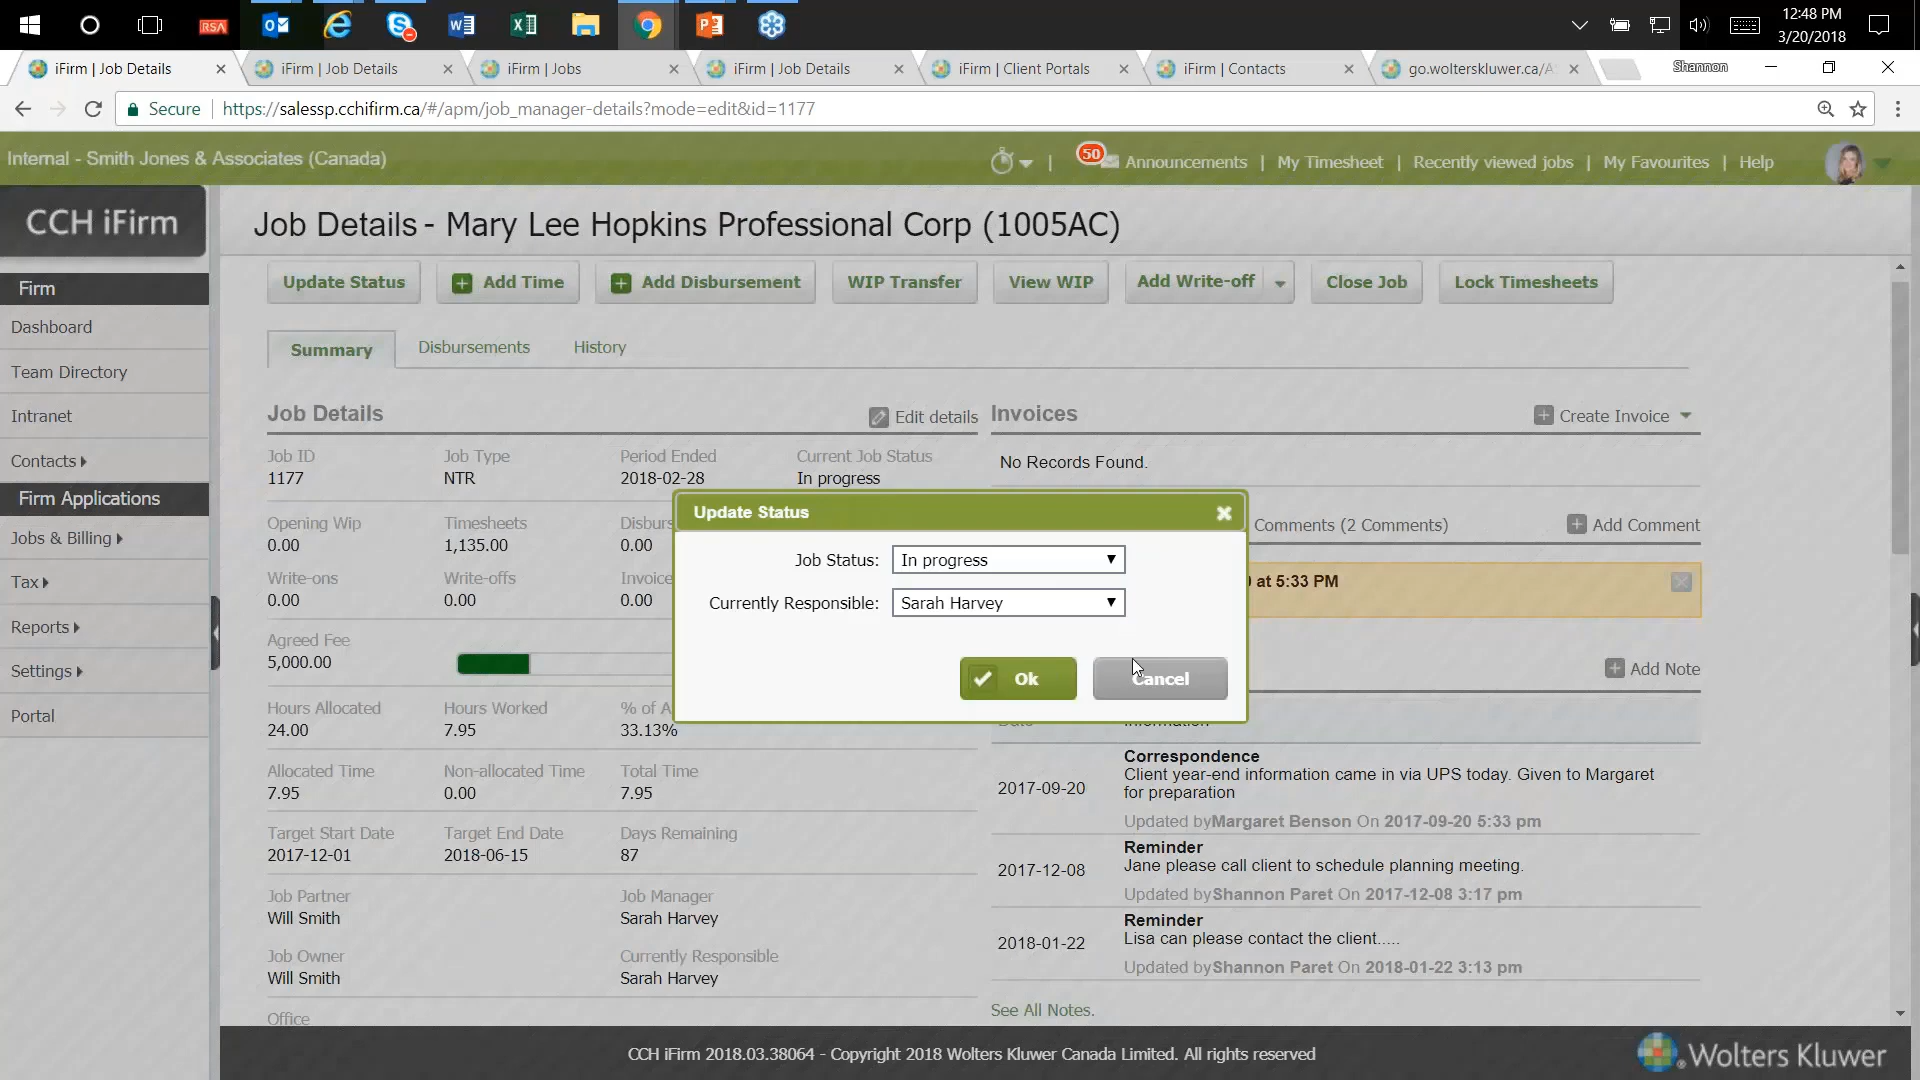 RSA
12:48 PM
3/20/2018
iFirm | Job Details
iFirm | Job Details
iFirm | Jobs
iFirm | Job Details
iFirm | Client Portals
iFirm | Contacts
go.wolterskluwer.ca/A
Shannon
Secure
https://salessp.cchifirm.ca/#/apm/job_manager-details?mode=edit&id=1177
Internal - Smith Jones & Associates (Canada)
50
| Announcements | My Timesheet | Recently viewed jobs | My Favourites | Help
CCH iFirm
Firm
Dashboard
Team Directory
Intranet
Contacts
Firm Applications
Jobs & Billing
Tax
Reports
Settings
Portal
Job Details - Mary Lee Hopkins Professional Corp (1005AC)
Update Status
Add Time
Add Disbursement
WIP Transfer
View WIP
Add Write-off
Close Job
Lock Timesheets
Summary
Disbursements
History
Job Details
Edit details
Job ID
1177
Job Type
NTR
Period Ended
2018-02-28
Current Job Status
In progress
Opening Wip
0.00
Timesheets
1,135.00
Disburs
0.00
Write-ons
0.00
Write-offs
0.00
Invoice
0.00
Agreed Fee
5,000.00
Hours Allocated
24.00
Hours Worked
7.95
% of A
33.13%
Allocated Time
7.95
Non-allocated Time
0.00
Total Time
7.95
Target Start Date
2017-12-01
Target End Date
2018-06-15
Days Remaining
87
Job Partner
Will Smith
Job Manager
Sarah Harvey
Job Owner
Will Smith
Currently Responsible
Sarah Harvey
Office
Invoices
Create Invoice
No Records Found.
Comments (2 Comments)
Add Comment
at 5:33 PM
Add Note
Date
Information
2017-09-20
Correspondence
Client year-end information came in via UPS today. Given to Margaret
for preparation
Updated byMargaret Benson On 2017-09-20 5:33 pm
2017-12-08
Reminder
Jane please call client to schedule planning meeting.
Updated byShannon Paret On 2017-12-08 3:17 pm
2018-01-22
Reminder
Lisa can please contact the client.....
Updated byShannon Paret On 2018-01-22 3:13 pm
See All Notes.
Update Status
Job Status:
In progress
Currently Responsible:
Sarah Harvey
Ok
Cancel
CCH iFirm 2018.03.38064 - Copyright 2018 Wolters Kluwer Canada Limited. All rights reserved
Wolters Kluwer